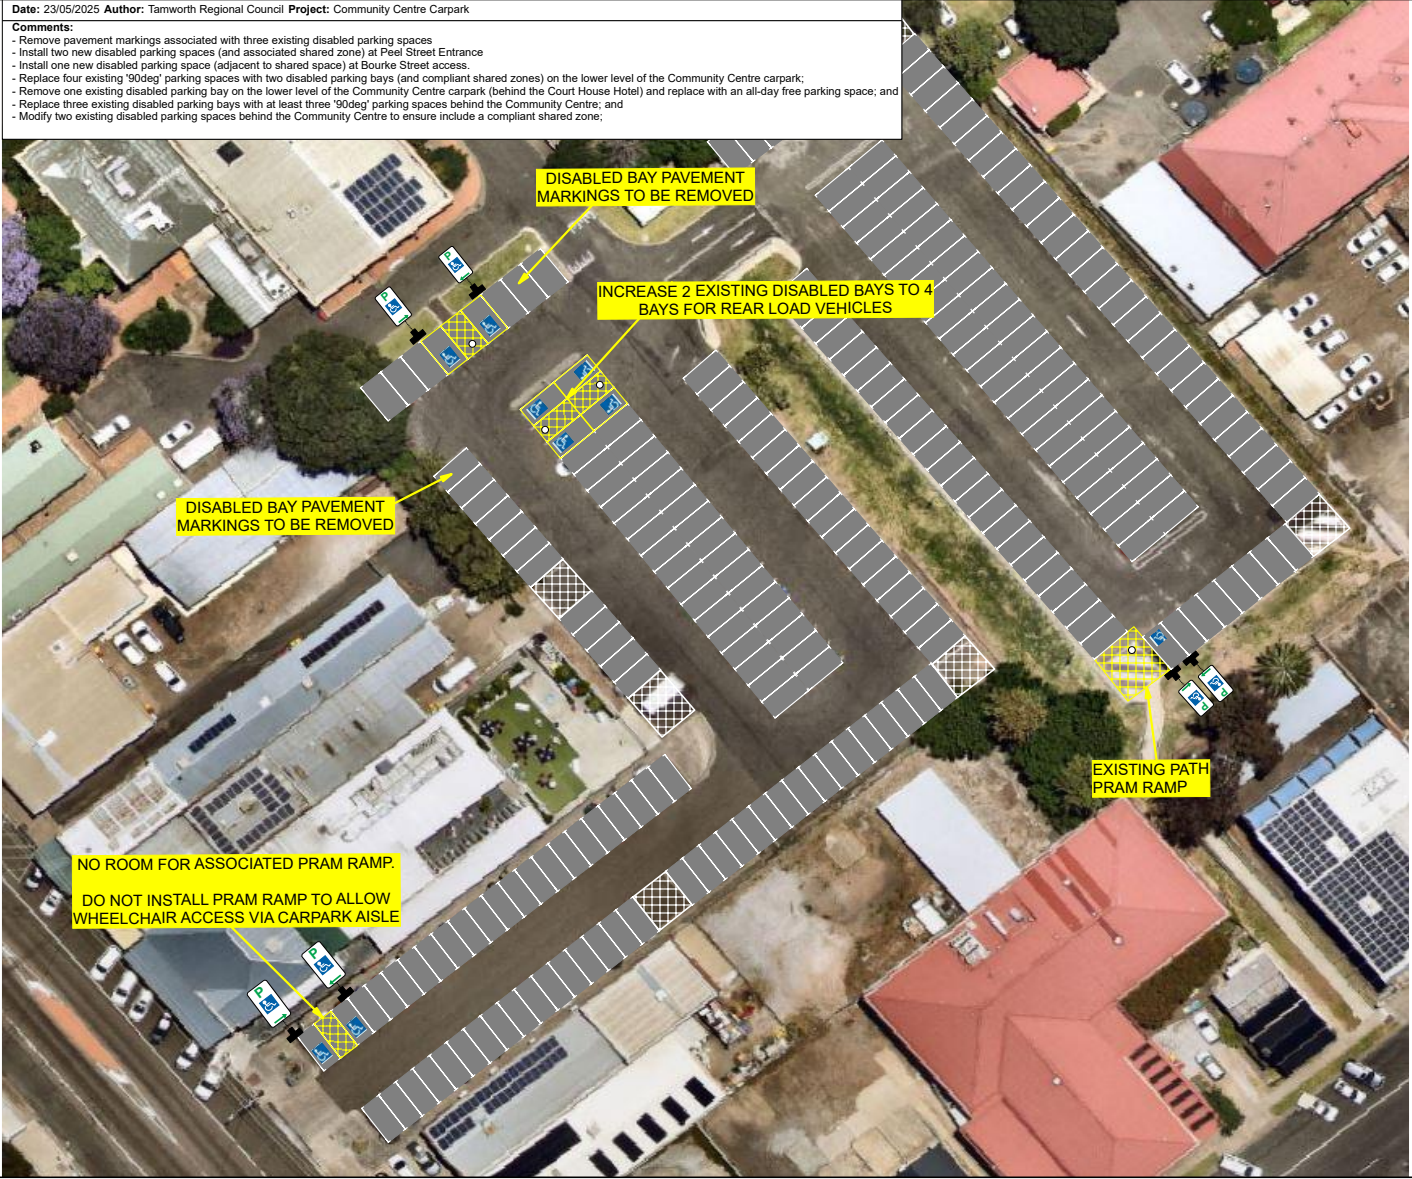 Date: 23/05/2025 Author: Tamworth Regional Council Project: Community Centre Carpark
Comments:
- Remove pavement markings associated with three existing disabled parking spaces
- Install two new disabled parking spaces (and associated shared zone) at Peel Street Entrance
- Install one new disabled parking space (adjacent to shared space) at Bourke Street access.
- Replace four existing '90deg' parking spaces with two disabled parking bays (and compliant shared zones) on the lower level of the Community Centre carpark;
- Remove one existing disabled parking bay on the lower level of the Community Centre carpark (behind the Court House Hotel) and replace with an all-day free parking space; and
- Replace three existing disabled parking bays with at least three '90deg' parking spaces behind the Community Centre; and
- Modify two existing disabled parking spaces behind the Community Centre to ensure include a compliant shared zone;
DISABLED BAY PAVEMENT
MARKINGS TO BE REMOVED
P
P
INCREASE 2 EXISTING DISABLED BAYS TO 4
BAYS FOR REAR LOAD VEHICLES
DISABLED BAY PAVEMENT
MARKINGS TO BE REMOVED
P
P
EXISTING PATH
PRAM RAMP
NO ROOM FOR ASSOCIATED PRAM RAMP.
DO NOT INSTALL PRAM RAMP TO ALLOW
WHEELCHAIR ACCESS VIA CARPARK AISLE
P
P